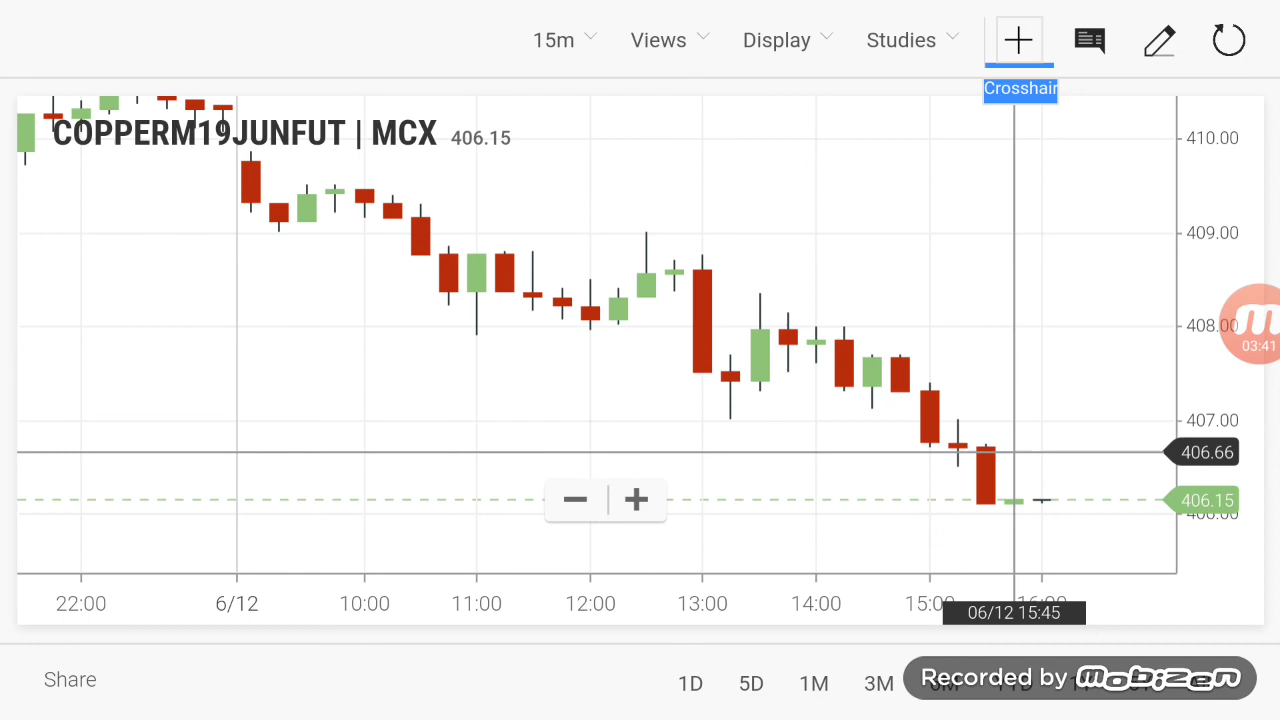 15m Views Display Studies
Crosshair
COPPERM19JUNFUT | MCX 406.15
410.00
409.00
408.00
03:41
407.00
406.66
406.15
22:00 6/12 10:00 11:00 12:00 13:00 14:00
06/12 15:45
Share 1D 5D 1M 3M
Recorded by mobizen